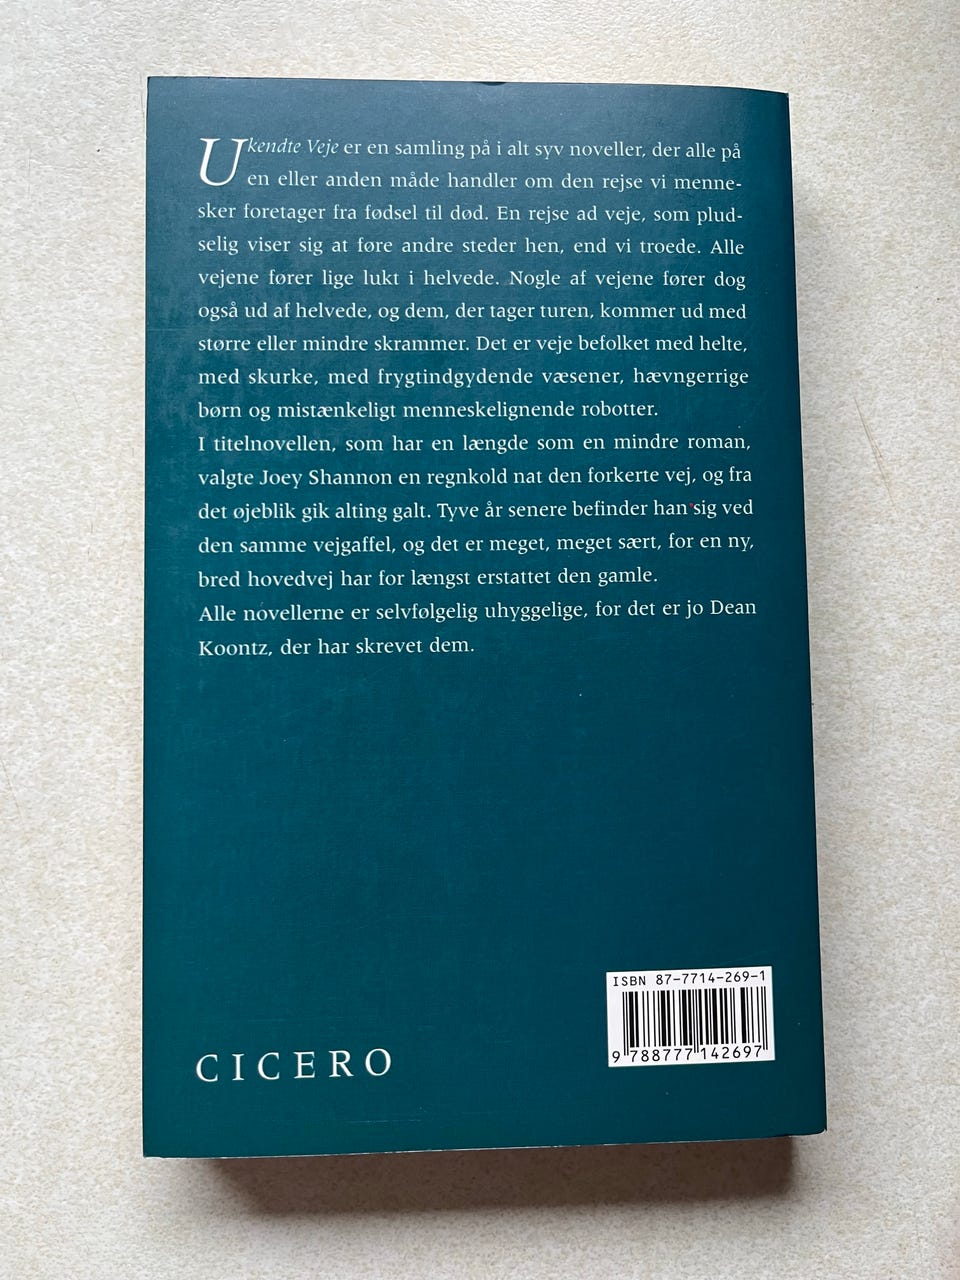 Ukendte Veje er en samling på i alt syv noveller, der alle på
en eller anden måde handler om den rejse vi menne-
sker foretager fra fødsel til død. En rejse ad veje, som plud-
selig viser sig at føre andre steder hen, end vi troede. Alle
vejene fører lige lukt i helvede. Nogle af vejene fører dog
også ud af helvede, og dem, der tager turen, kommer ud med
større eller mindre skrammer. Det er veje befolket med helte,
med skurke, med frygtindgydende væsener, hævngerrige
børn og mistænkeligt menneskelignende robotter.
I titelnovellen, som har en længde som en mindre roman,
valgte Joey Shannon en regnkold nat den forkerte vej, og fra
det øjeblik gik alting galt. Tyve år senere befinder han sig ved
den samme vejgaffel, og det er meget, meget sært, for en ny,
bred hovedvej har for længst erstattet den gamle.
Alle novellerne er selvfølgelig uhyggelige, for det er jo Dean
Koontz, der har skrevet dem.
ISBN 87-7714-269-1
9 788777 142697
CICERO